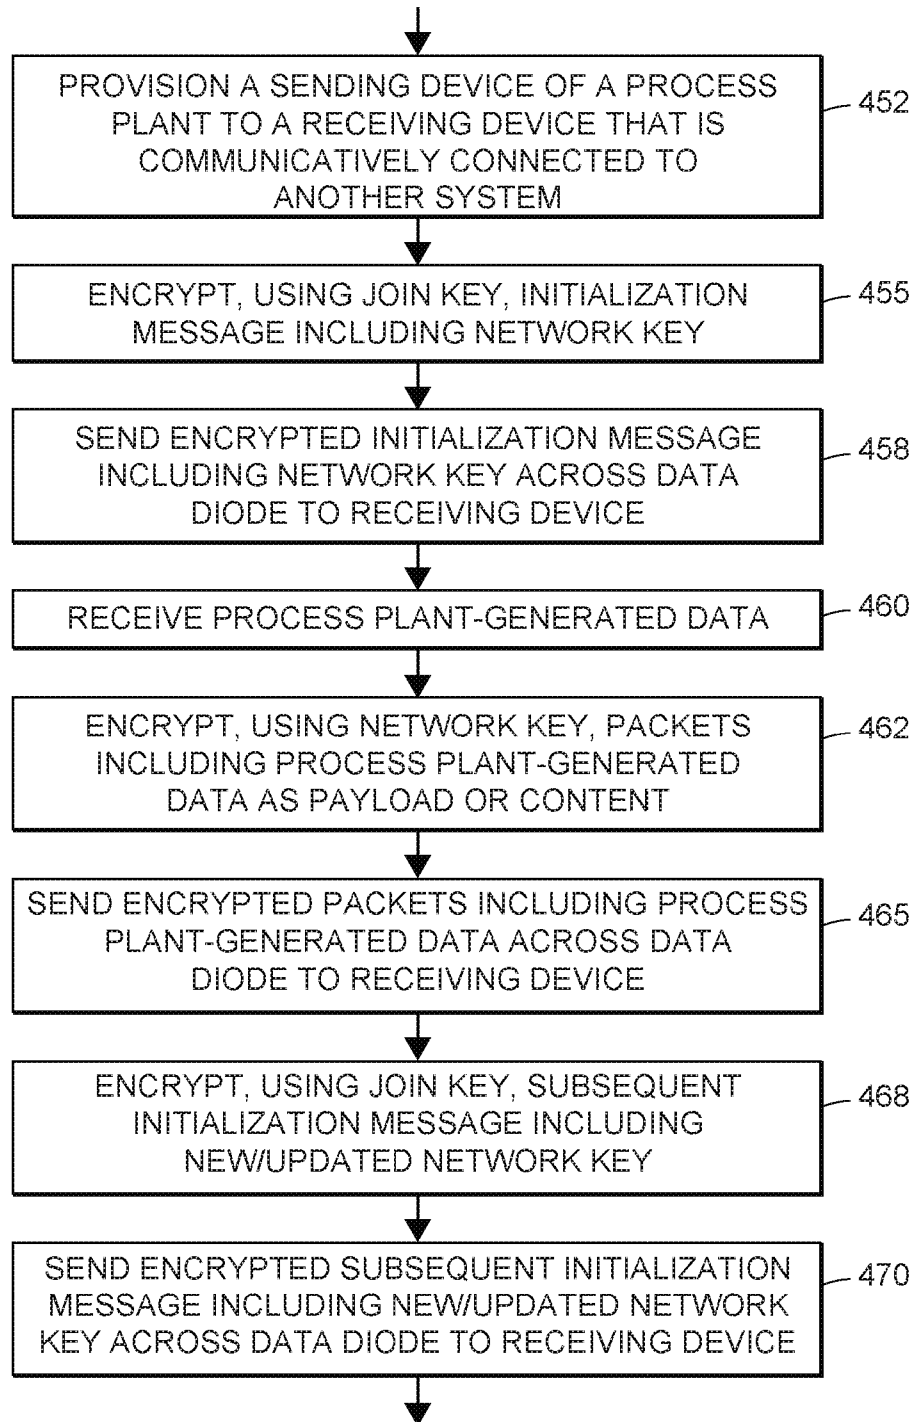 PROVISION A SENDING DEVICE OF A PROCESS
PLANT TO A RECEIVING DEVICE THAT IS
COMMUNICATIVELY CONNECTED TO
ANOTHER SYSTEM
452
ENCRYPT, USING JOIN KEY, INITIALIZATION
MESSAGE INCLUDING NETWORK KEY
455
SEND ENCRYPTED INITIALIZATION MESSAGE
INCLUDING NETWORK KEY ACROSS DATA
DIODE TO RECEIVING DEVICE
458
RECEIVE PROCESS PLANT-GENERATED DATA
460
ENCRYPT, USING NETWORK KEY, PACKETS
INCLUDING PROCESS PLANT-GENERATED
DATA AS PAYLOAD OR CONTENT
462
SEND ENCRYPTED PACKETS INCLUDING PROCESS
PLANT-GENERATED DATA ACROSS DATA
DIODE TO RECEIVING DEVICE
465
ENCRYPT, USING JOIN KEY, SUBSEQUENT
INITIALIZATION MESSAGE INCLUDING
NEW/UPDATED NETWORK KEY
468
SEND ENCRYPTED SUBSEQUENT INITIALIZATION
MESSAGE INCLUDING NEW/UPDATED NETWORK
KEY ACROSS DATA DIODE TO RECEIVING DEVICE
470